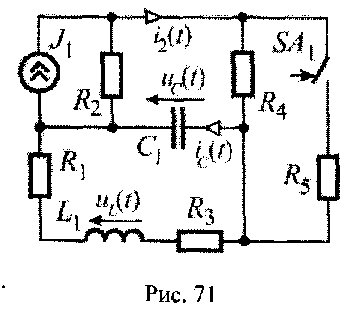 J1
i2(t)
SA1
R2
uC(t)
R4
C1
iC(t)
R1
R5
L1
uL(t)
R3
Рис. 71